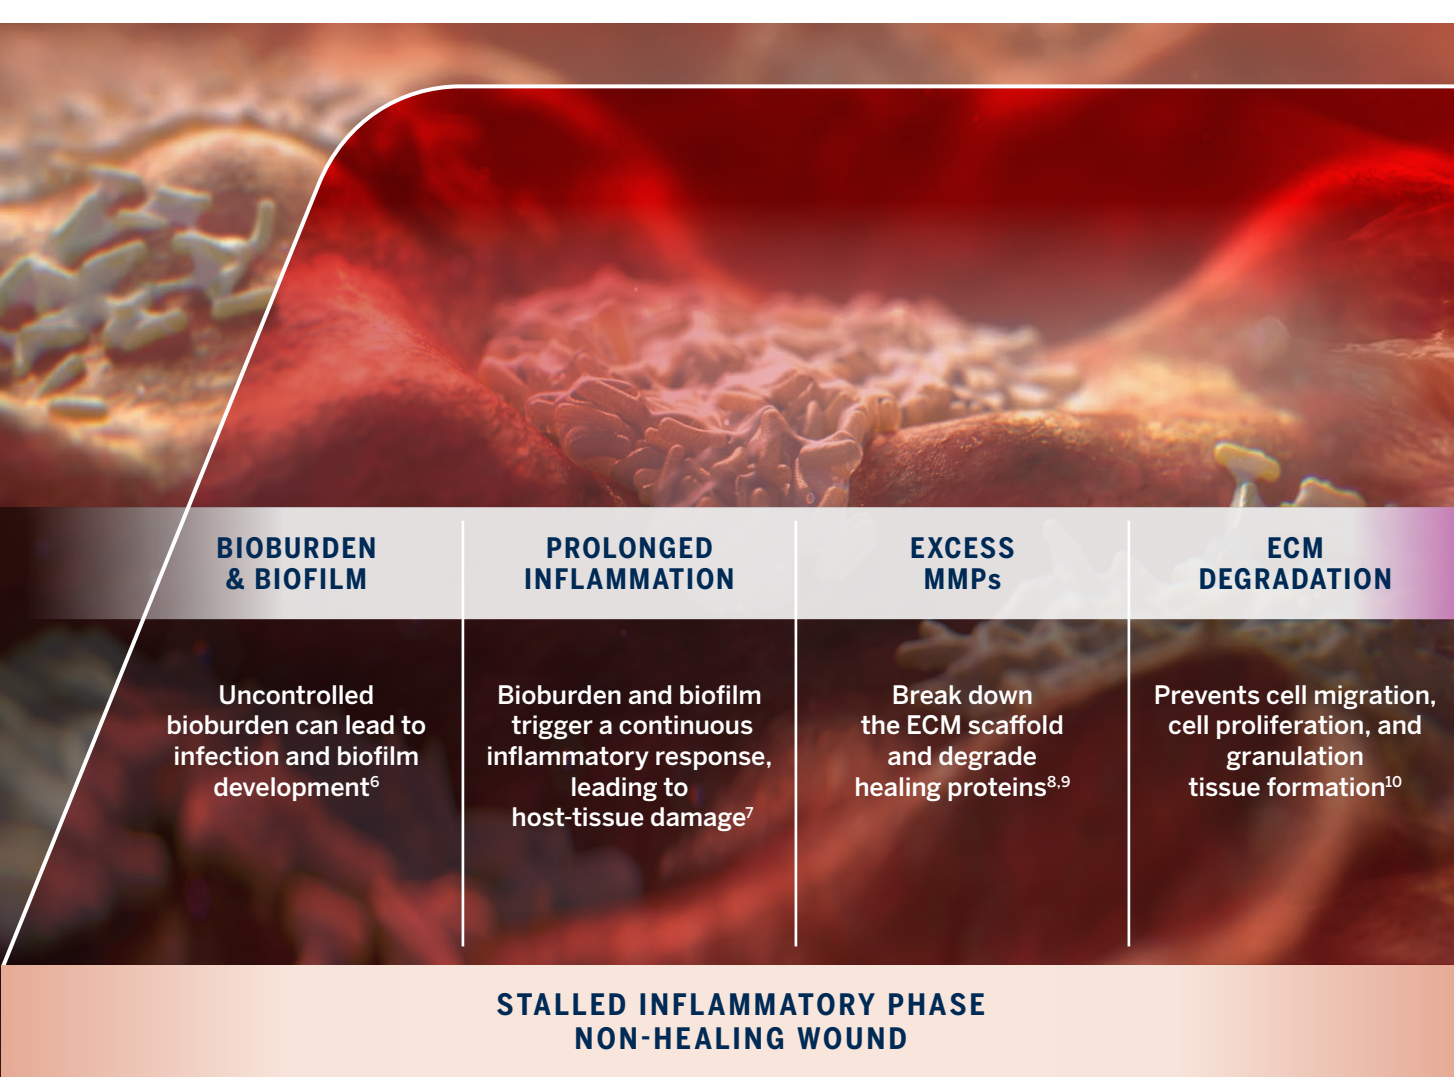 BIOBURDEN
& BIOFILM
PROLONGED
INFLAMMATION
EXCESS
MMPs
ECM
DEGRADATION
Uncontrolled
bioburden can lead to
infection and biofilm
development⁶
Bioburden and biofilm
trigger a continuous
inflammatory response,
leading to
host-tissue damage⁷
Break down
the ECM scaffold
and degrade
healing proteins⁸,⁹
Prevents cell migration,
cell proliferation, and
granulation
tissue formation¹⁰
STALLED INFLAMMATORY PHASE
NON-HEALING WOUND